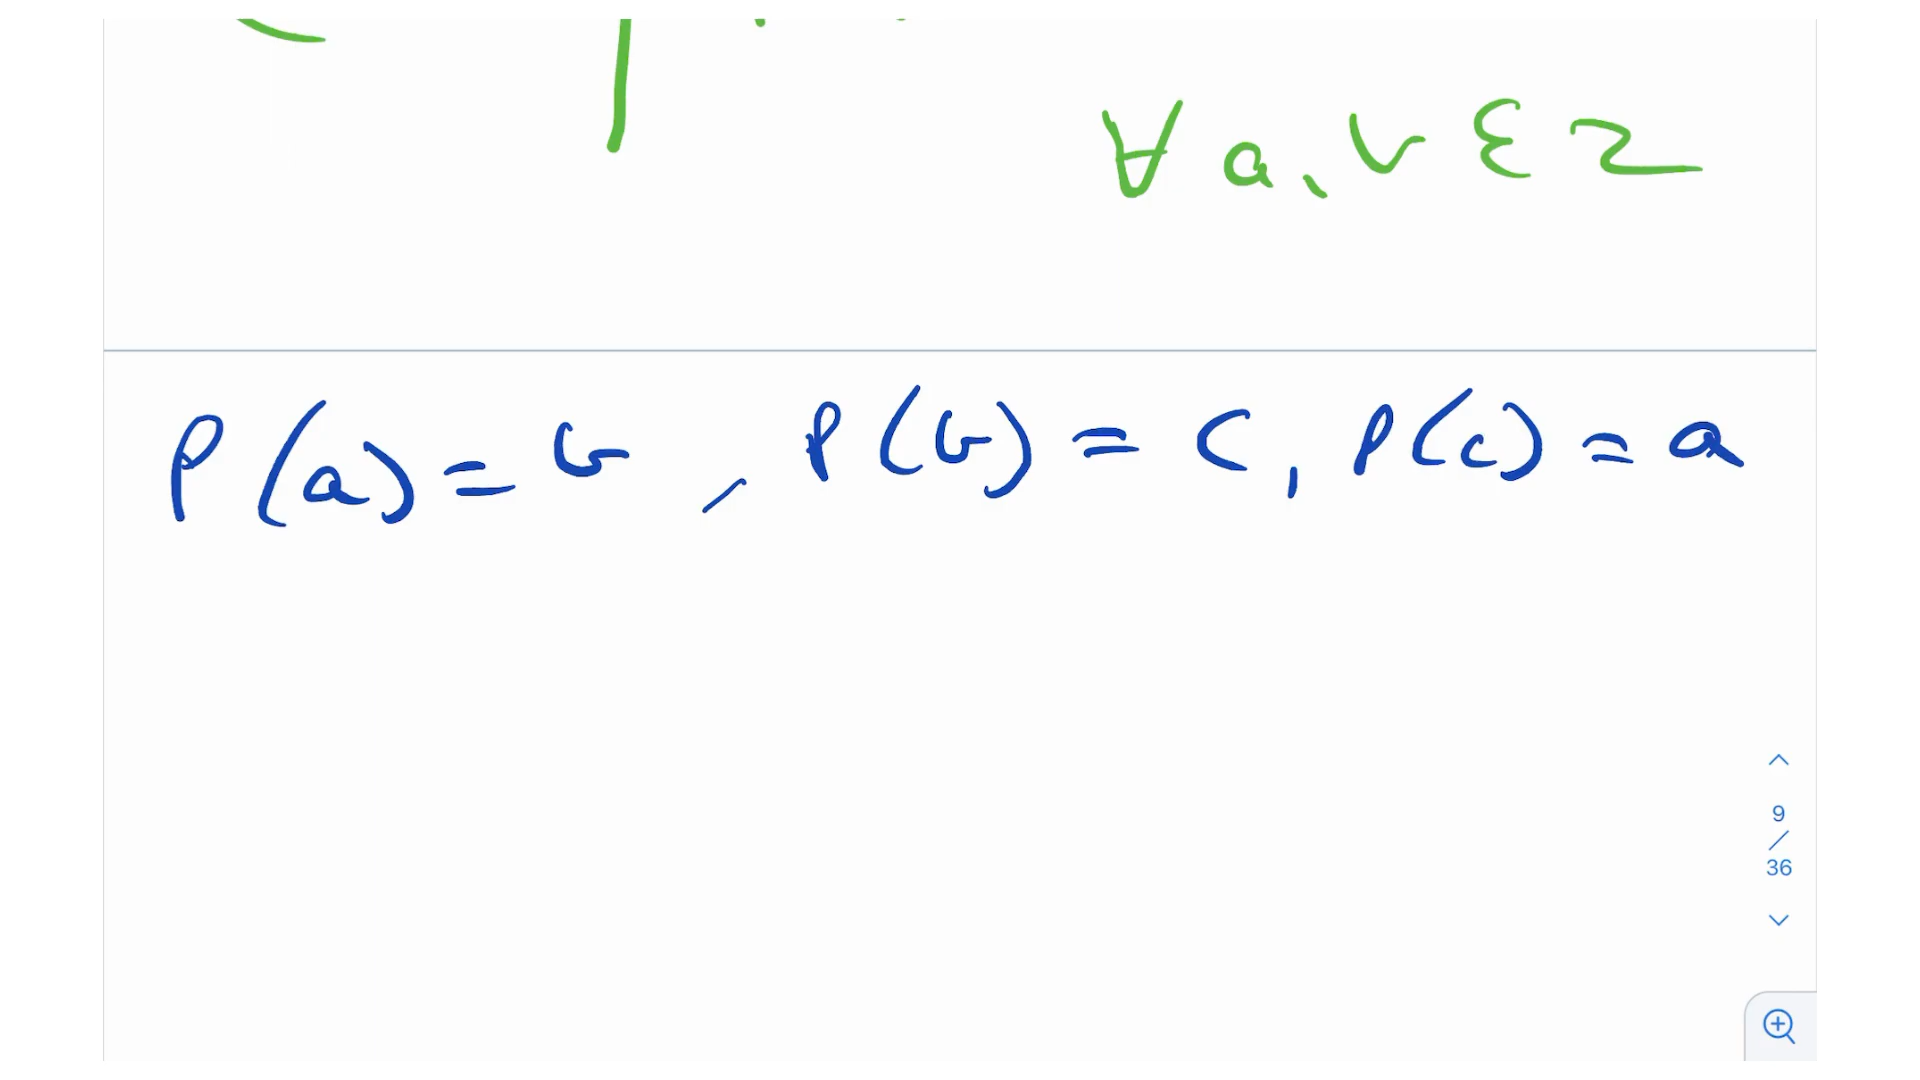 ∀ a, b ∈ Z
P(a) = b, P(b) = c, P(c) = a
9
/
36